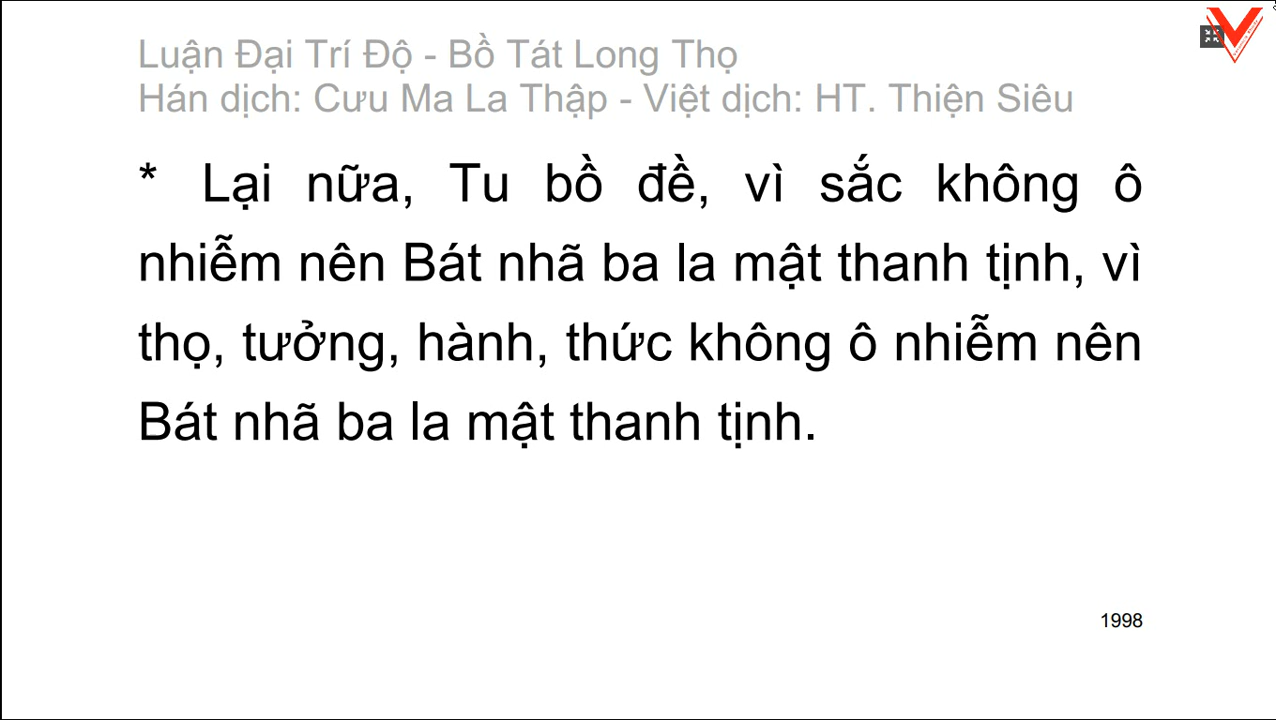 Luận Đại Trí Độ - Bồ Tát Long Thọ
Hán dịch: Cưu Ma La Thập - Việt dịch: HT. Thiện Siêu
* Lại nữa, Tu bồ đề, vì sắc không ô
nhiễm nên Bát nhã ba la mật thanh tịnh, vì
thọ, tưởng, hành, thức không ô nhiễm nên
Bát nhã ba la mật thanh tịnh.
1998